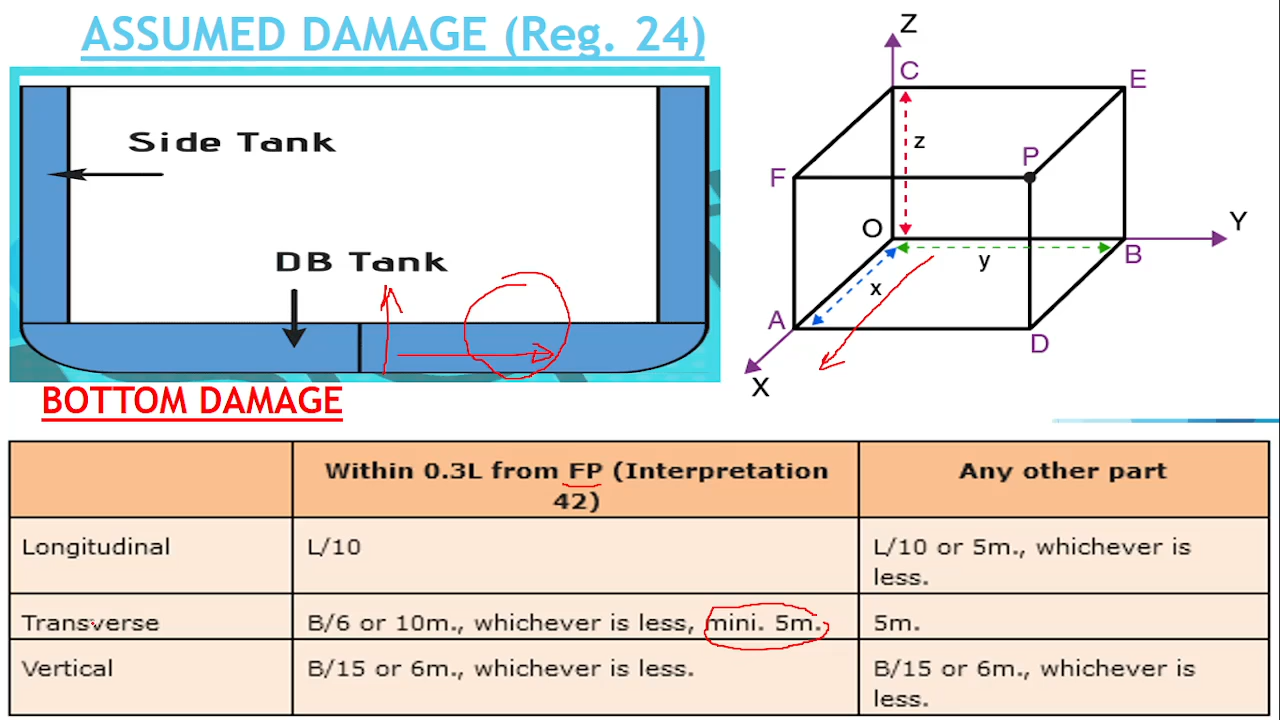 ASSUMED DAMAGE (Reg. 24)
Side Tank
DB Tank
Z
C
E
z
P
F
O
Y
y
B
x
A
D
X
BOTTOM DAMAGE
Within 0.3L from FP (Interpretation
42)
Any other part
Longitudinal
L/10
L/10 or 5m., whichever is
less.
Transverse
B/6 or 10m., whichever is less, mini. 5m.
5m.
Vertical
B/15 or 6m., whichever is less.
B/15 or 6m., whichever is
less.